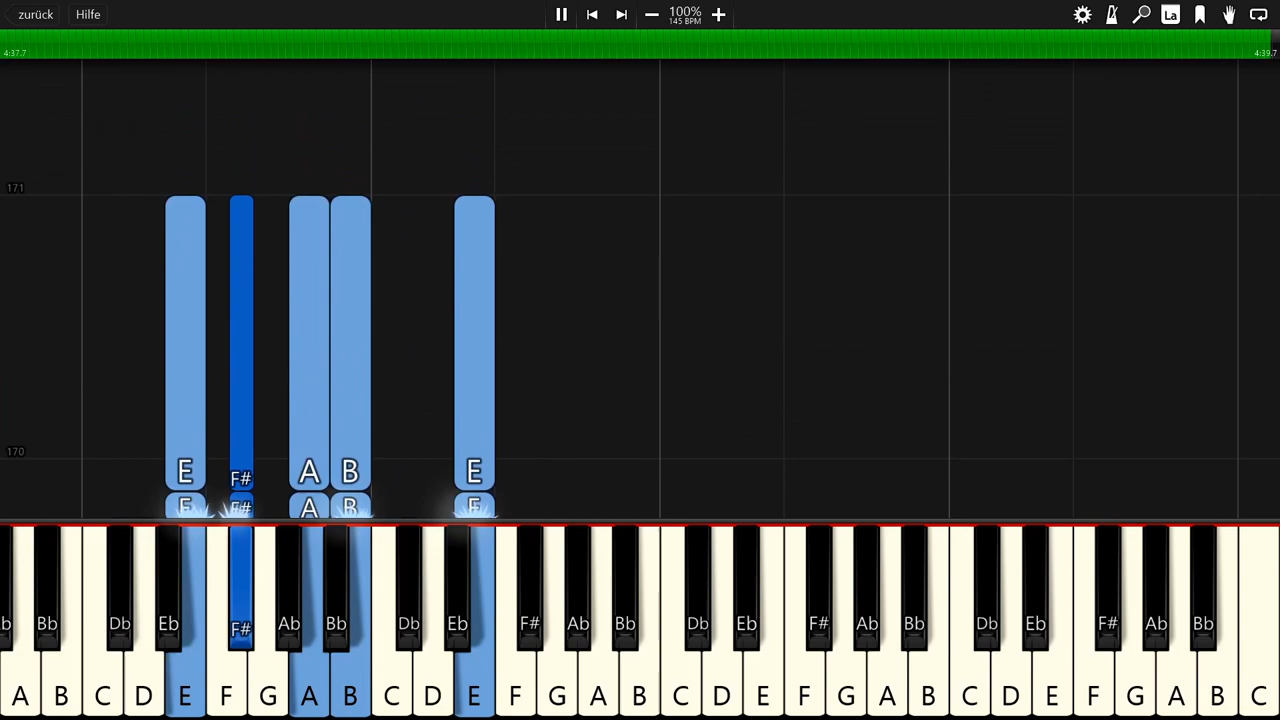 zurück Hilfe 100% La
145 BPM
4:37.7 4:39.7
171
170
E F# A B E
E F# A B E
b Bb Db Eb F# Ab Bb Db Eb F# Ab Bb Db Eb F# Ab Bb Db Eb F# Ab Bb
A B C D E F G A B C D E F G A B C D E F G A B C D E F G A B C